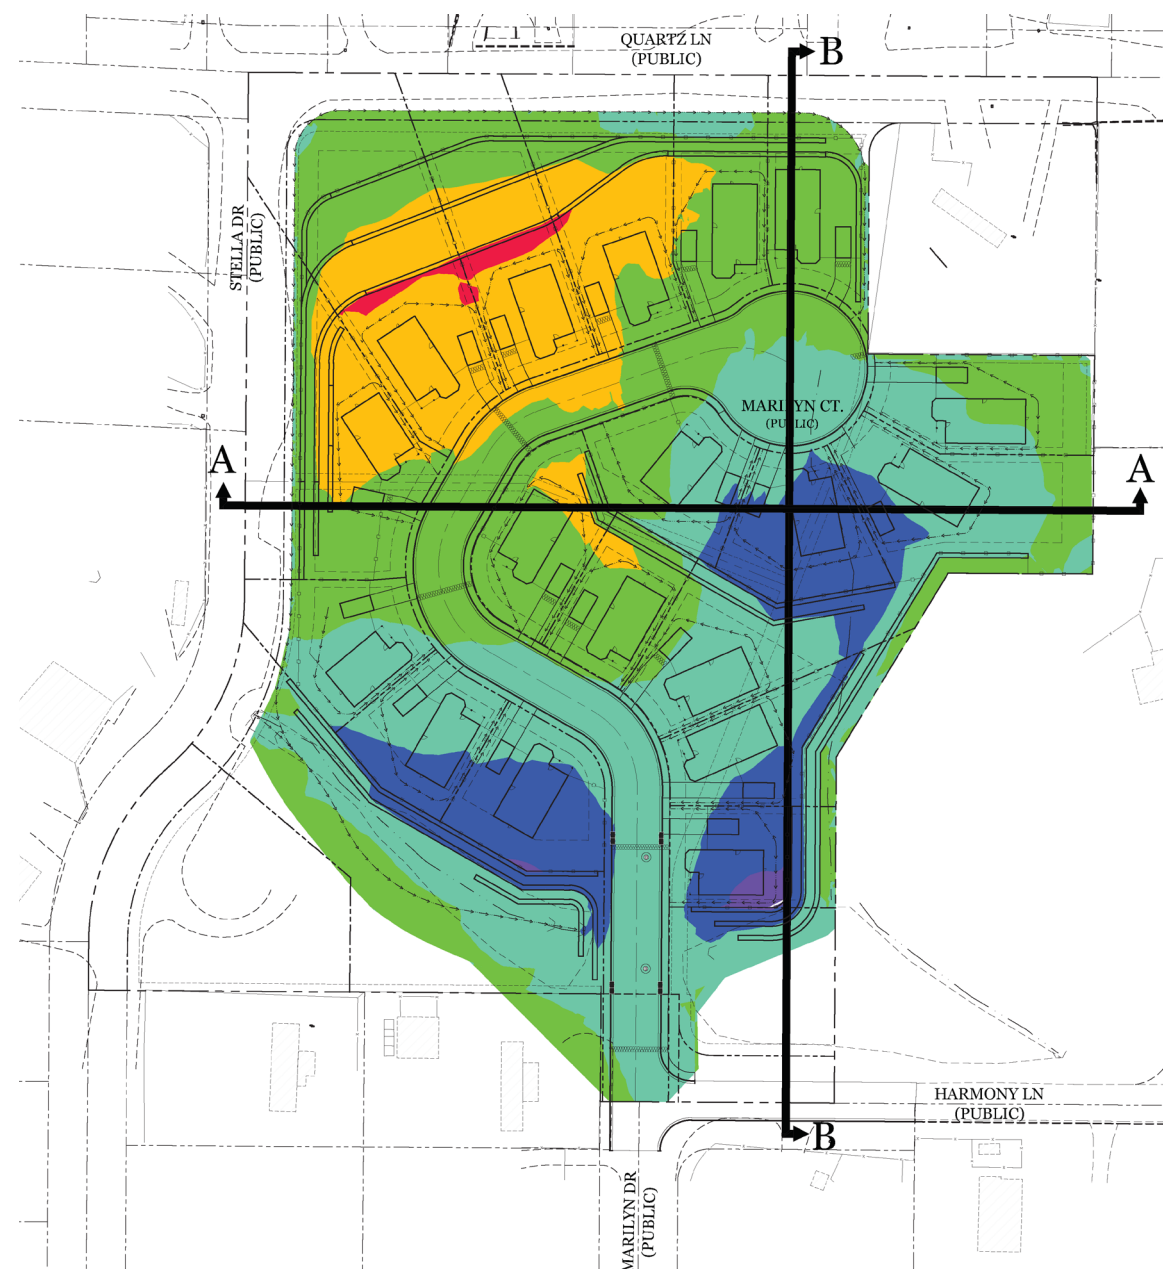 QUARTZ LN
(PUBLIC)
B
STELLA DR
(PUBLIC)
MARILYN CT.
(PUBLIC)
A
A
HARMONY LN
(PUBLIC)
B
MARILYN DR
(PUBLIC)